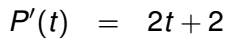 P′(t) = 2t + 2